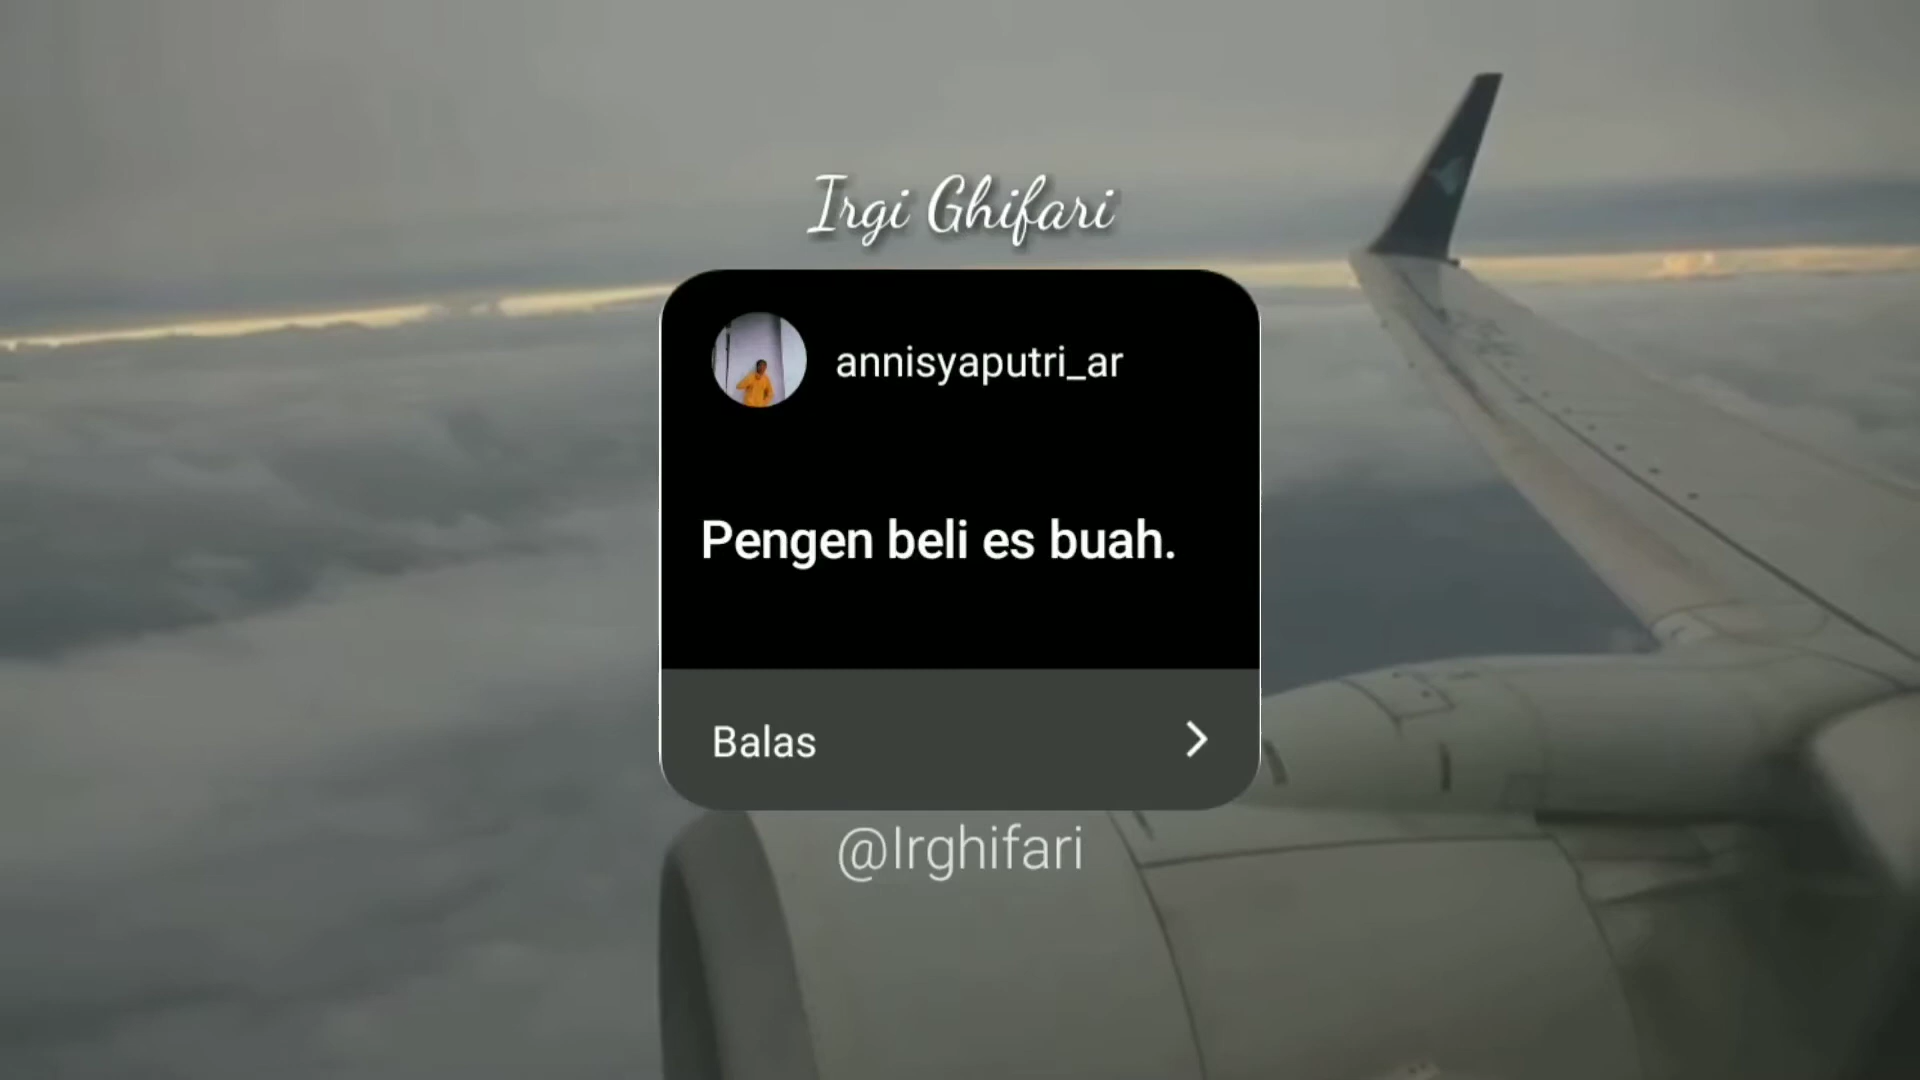 Irgi Ghifari
annisyaputri_ar
Pengen beli es buah.
Balas
@Irghifari